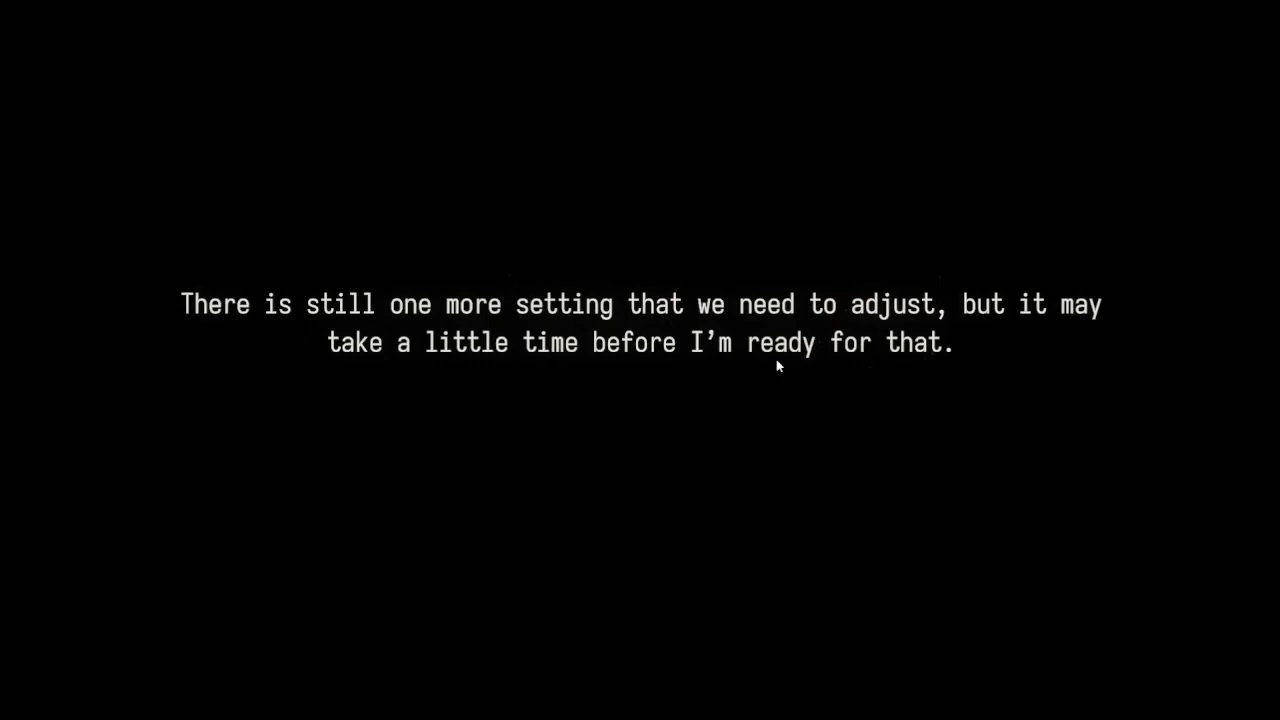 There is still one more setting that we need to adjust, but it may
take a little time before I’m ready for that.